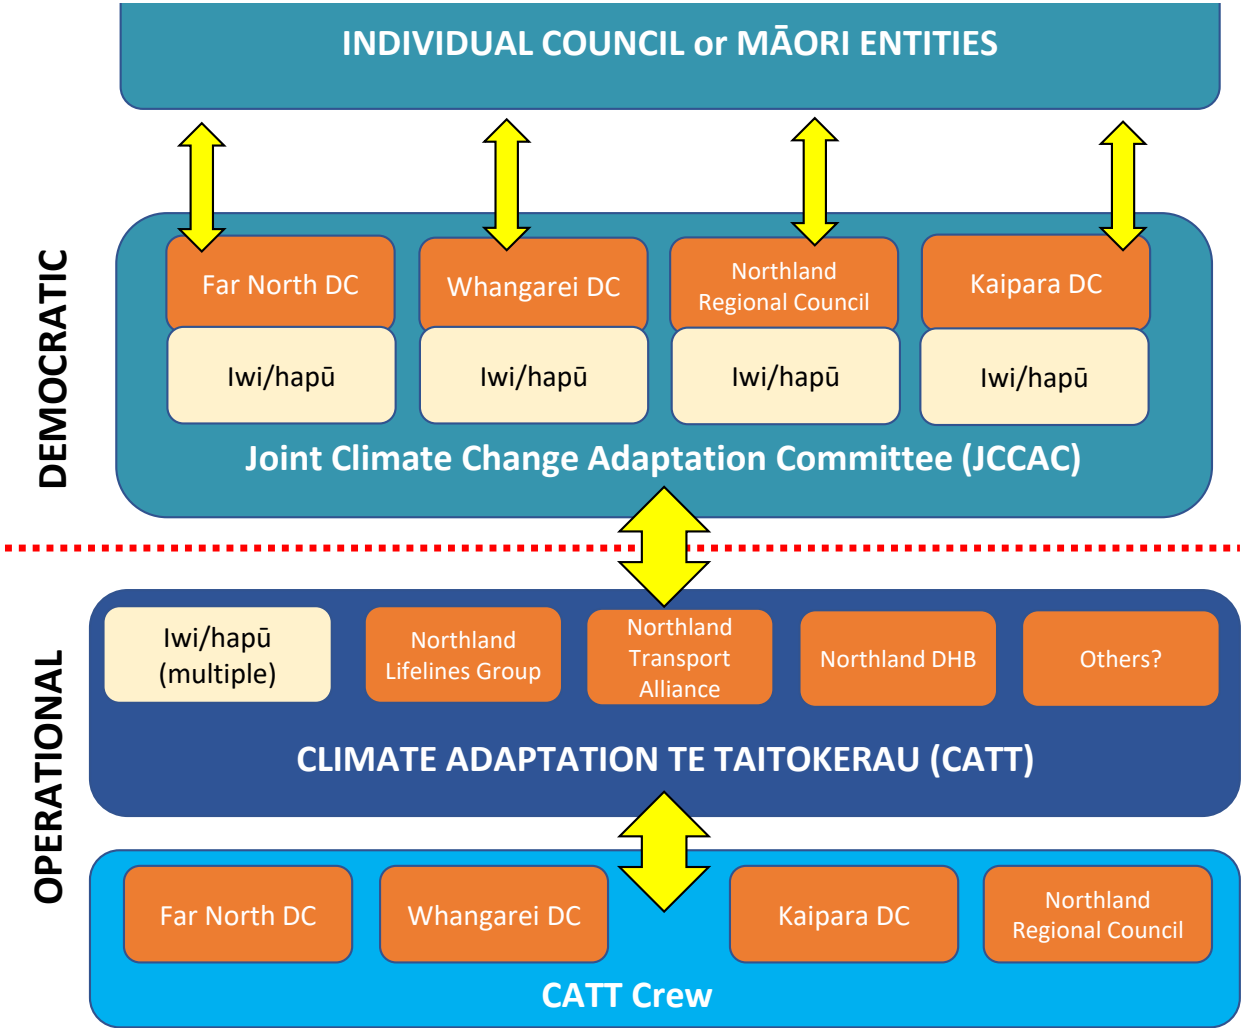 INDIVIDUAL COUNCIL or MĀORI ENTITIES
DEMOCRATIC
Far North DC
Whangarei DC
Northland
Regional Council
Kaipara DC
Iwi/hapū
Iwi/hapū
Iwi/hapū
Iwi/hapū
Joint Climate Change Adaptation Committee (JCCAC)
OPERATIONAL
Iwi/hapū
(multiple)
Northland
Lifelines Group
Northland
Transport
Alliance
Northland DHB
Others?
CLIMATE ADAPTATION TE TAITOKERAU (CATT)
Far North DC
Whangarei DC
Kaipara DC
Northland
Regional Council
CATT Crew